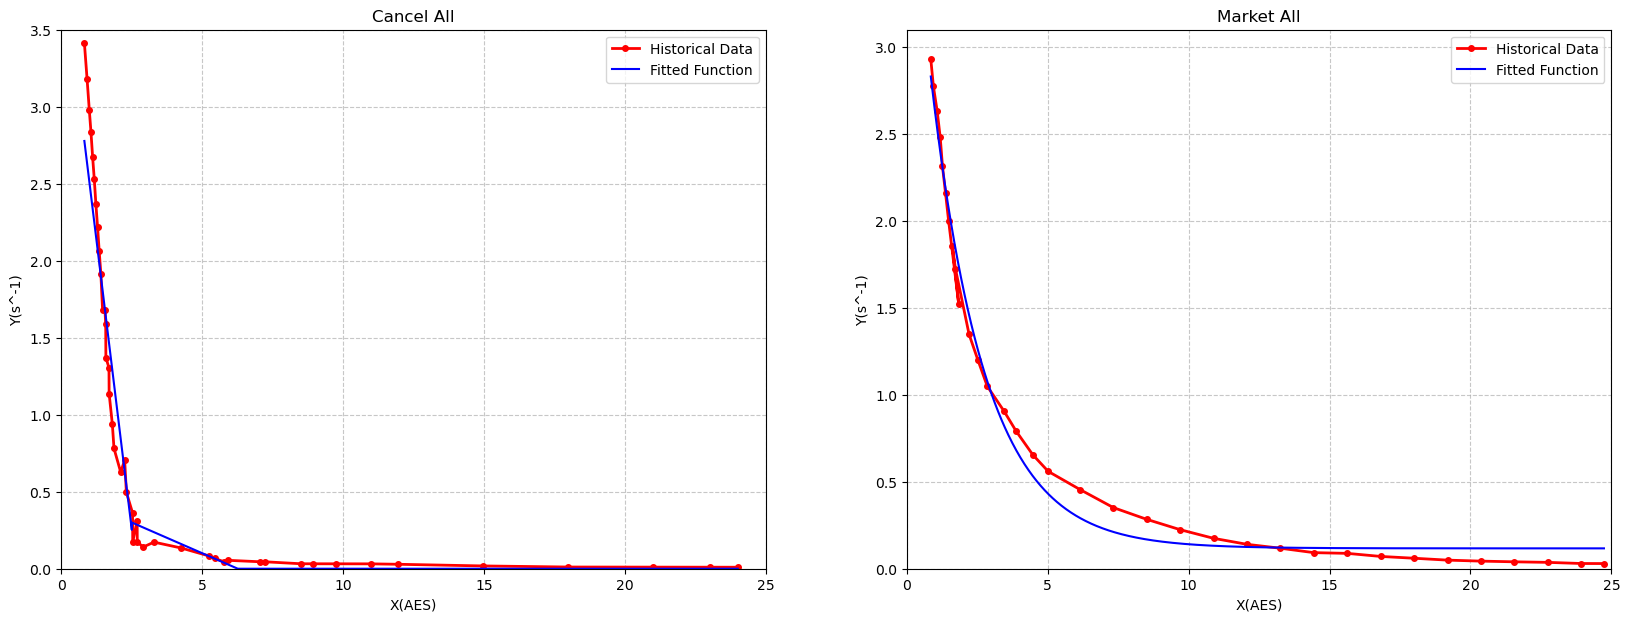 Cancel All
Historical Data
Fitted Function
3.5
3.0
2.5
2.0
1.5
1.0
0.5
0.0
Y(s^-1)
0 5 10 15 20 25
X(AES)
Market All
Historical Data
Fitted Function
3.0
2.5
2.0
1.5
1.0
0.5
0.0
Y(s^-1)
0 5 10 15 20 25
X(AES)